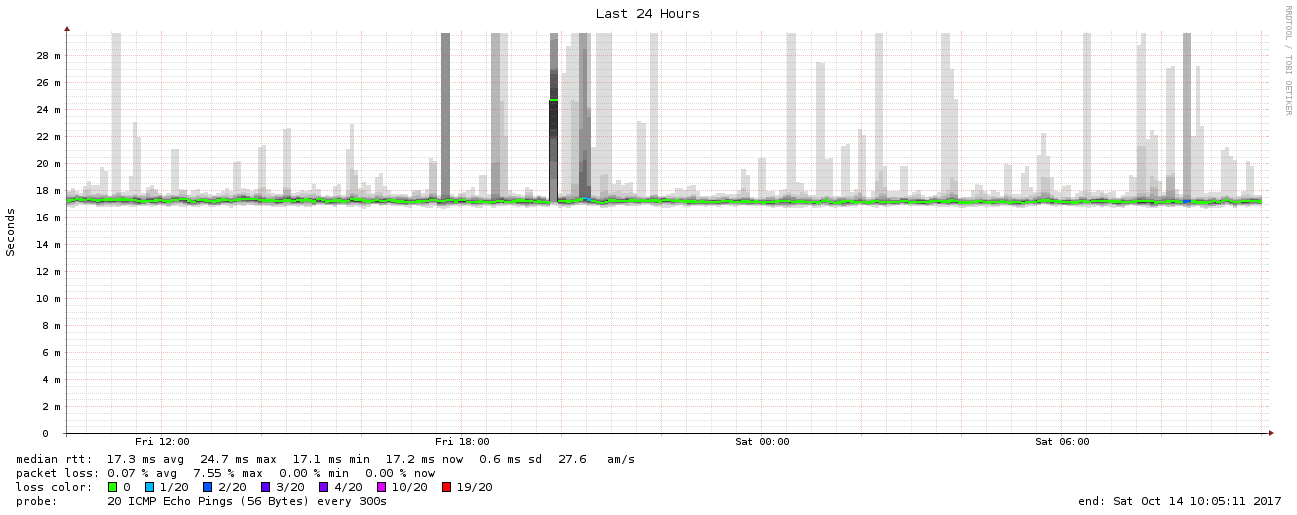 Last 24 Hours
RRDTOOL / TOBI OETIKER
Seconds
28 m
26 m
24 m
22 m
20 m
18 m
16 m
14 m
12 m
10 m
8 m
6 m
4 m
2 m
0
Fri 12:00 Fri 18:00 Sat 00:00 Sat 06:00
median rtt: 17.3 ms avg 24.7 ms max 17.1 ms min 17.2 ms now 0.6 ms sd 27.6 am/s
packet loss: 0.07 % avg 7.55 % max 0.00 % min 0.00 % now
loss color: 0 1/20 2/20 3/20 4/20 10/20 19/20
probe: 20 ICMP Echo Pings (56 Bytes) every 300s end: Sat Oct 14 10:05:11 2017